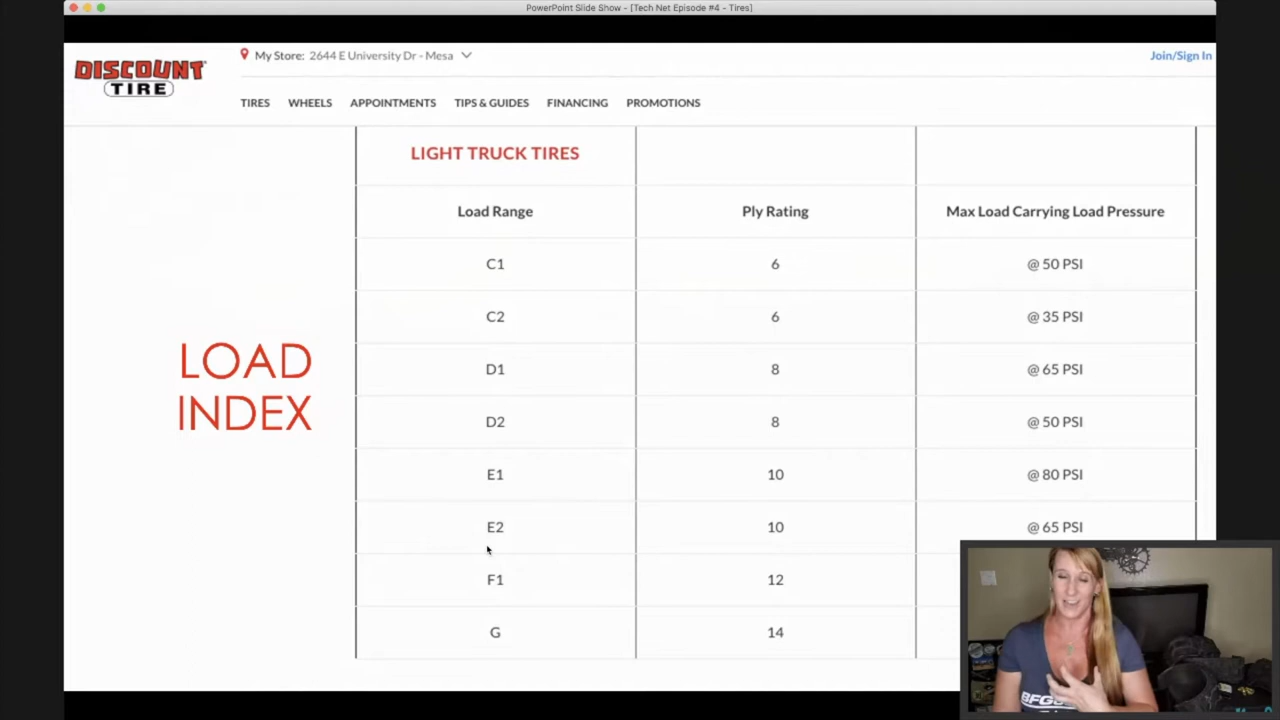 PowerPoint Slide Show - [Tech Net Episode #4 - Tires]
DISCOUNT
TIRE
My Store: 2644 E University Dr - Mesa
Join/Sign In
TIRES WHEELS APPOINTMENTS TIPS & GUIDES FINANCING PROMOTIONS
LOAD
INDEX
LIGHT TRUCK TIRES
Load Range Ply Rating Max Load Carrying Load Pressure
C1 6 @ 50 PSI
C2 6 @ 35 PSI
D1 8 @ 65 PSI
D2 8 @ 50 PSI
E1 10 @ 80 PSI
E2 10 @ 65 PSI
F1 12
G 14